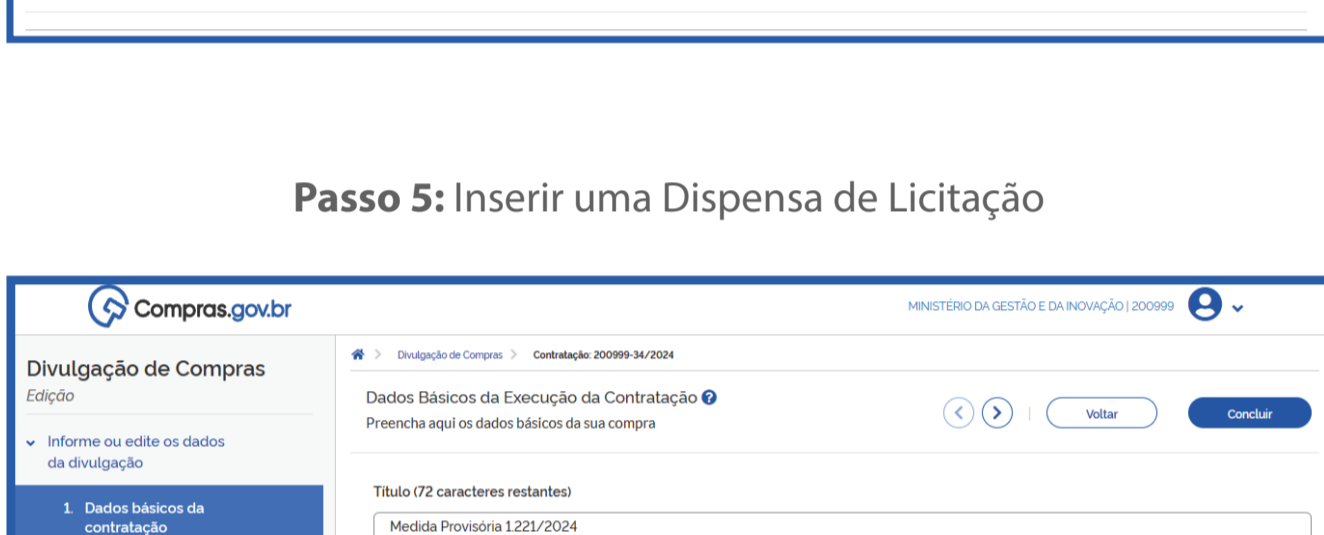 Passo 5: Inserir uma Dispensa de Licitação
Compras.gov.br
MINISTÉRIO DA GESTÃO E DA INOVAÇÃO | 200999
Divulgação de Compras
Edição
Informe ou edite os dados
da divulgação
1. Dados básicos da
contratação
Divulgação de Compras > Contratação: 200999-34/2024
Dados Básicos da Execução da Contratação
Preencha aqui os dados básicos da sua compra
Voltar
Concluir
Título (72 caracteres restantes)
Medida Provisória 1.221/2024